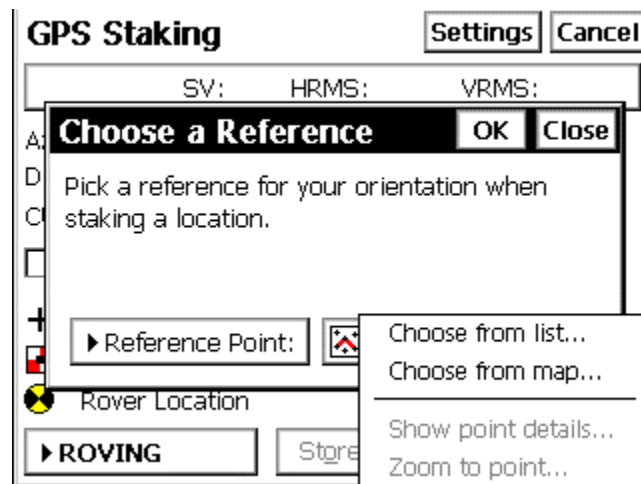 GPS Staking
Settings
Cancel
SV: HRMS: VRMS:
Choose a Reference
OK
Close
Pick a reference for your orientation when
staking a location.
Reference Point:
Choose from list...
Choose from map...
Show point details...
Zoom to point...
Rover Location
ROVING